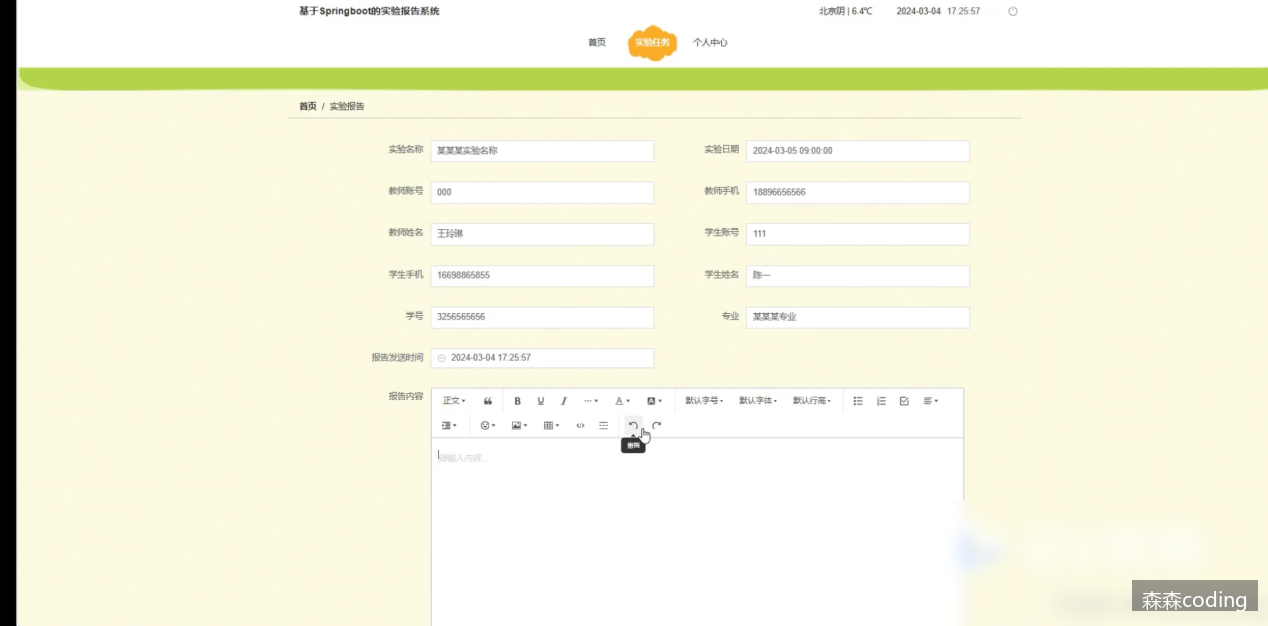 基于Springboot的实验报告系统
北京阴 | 6.4℃ 2024-03-04 17:25:57
首页 实验任务 个人中心
首页 / 实验报告
实验名称 某某某实验名称 实验日期 2024-03-05 09:00:00
教师账号 000 教师手机 18896656566
教师姓名 王玲琳 学生账号 111
学生手机 16698865855 学生姓名 陈一
学号 3256565656 专业 某某某专业
报告发送时间 2024-03-04 17:25:57
报告内容 正文 B U I ... A A 默认字号 默认字体 默认行高
撤销
请输入内容...
森森coding